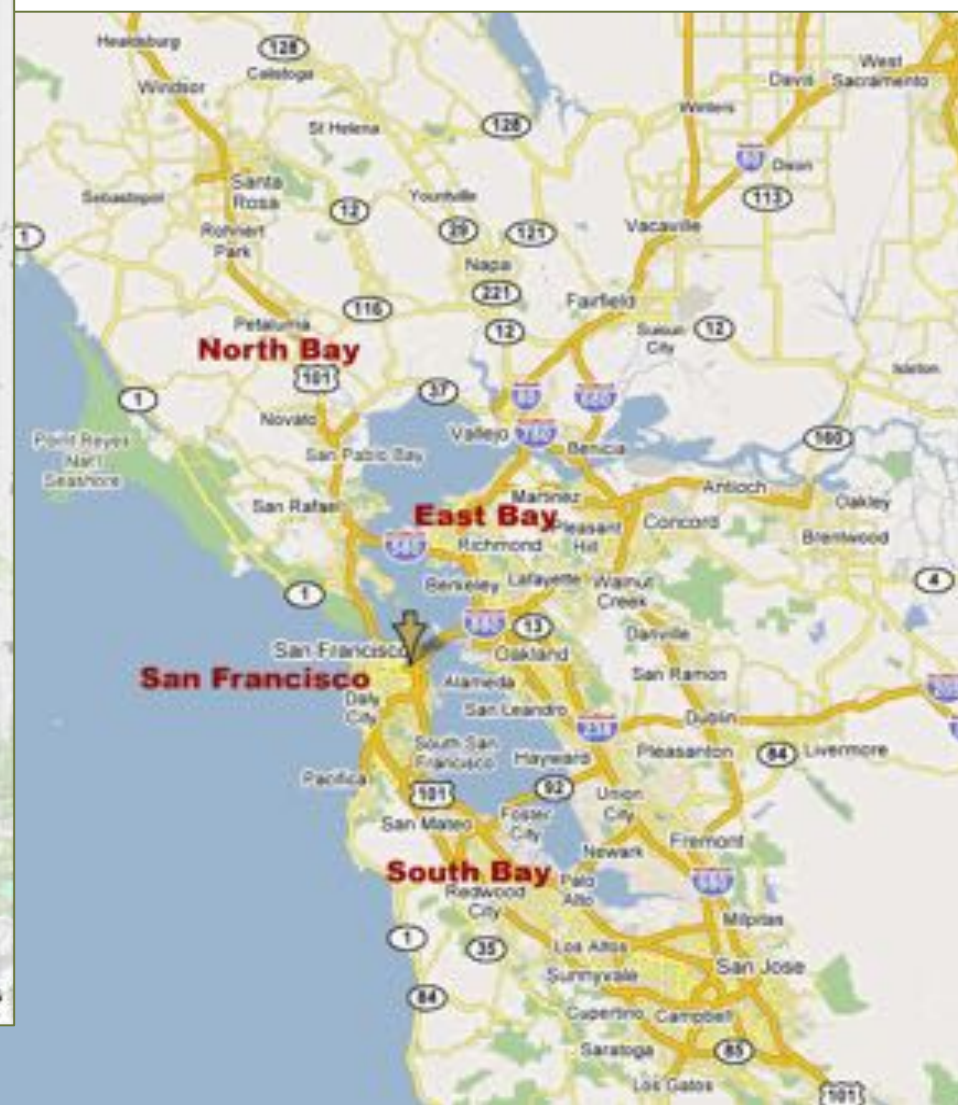 Healdsburg
128
Calistoga
Windsor
Davis
West
Sacramento
Winters
St Helena
128
80
Dixon
Santa
Rosa
Sebastopol
Yountville
12
113
Rohnert
Park
29
121
Vacaville
1
Napa
221
116
Fairfield
Petaluma
12
Suisun
City
12
North Bay
101
Isleton
37
80
680
1
Novato
Vallejo
780
Benicia
160
Point Reyes
Nat'l
Seashore
San Pablo Bay
Martinez
Antioch
Oakley
San Rafael
East Bay
Pleasant
Hill
Concord
Brentwood
580
Richmond
4
1
Berkeley
Lafayette
Walnut
Creek
13
Danville
San Francisco
Oakland
San Francisco
Alameda
San Ramon
Daly
City
San Leandro
Dublin
South San
Francisco
Hayward
Pleasanton
84
Livermore
Pacifica
101
92
Union
City
San Mateo
Foster
City
Newark
Fremont
South Bay
Palo
Alto
Redwood
City
Milpitas
1
35
Los Altos
San Jose
Sunnyvale
84
Cupertino
Campbell
Saratoga
85
Los Gatos
101